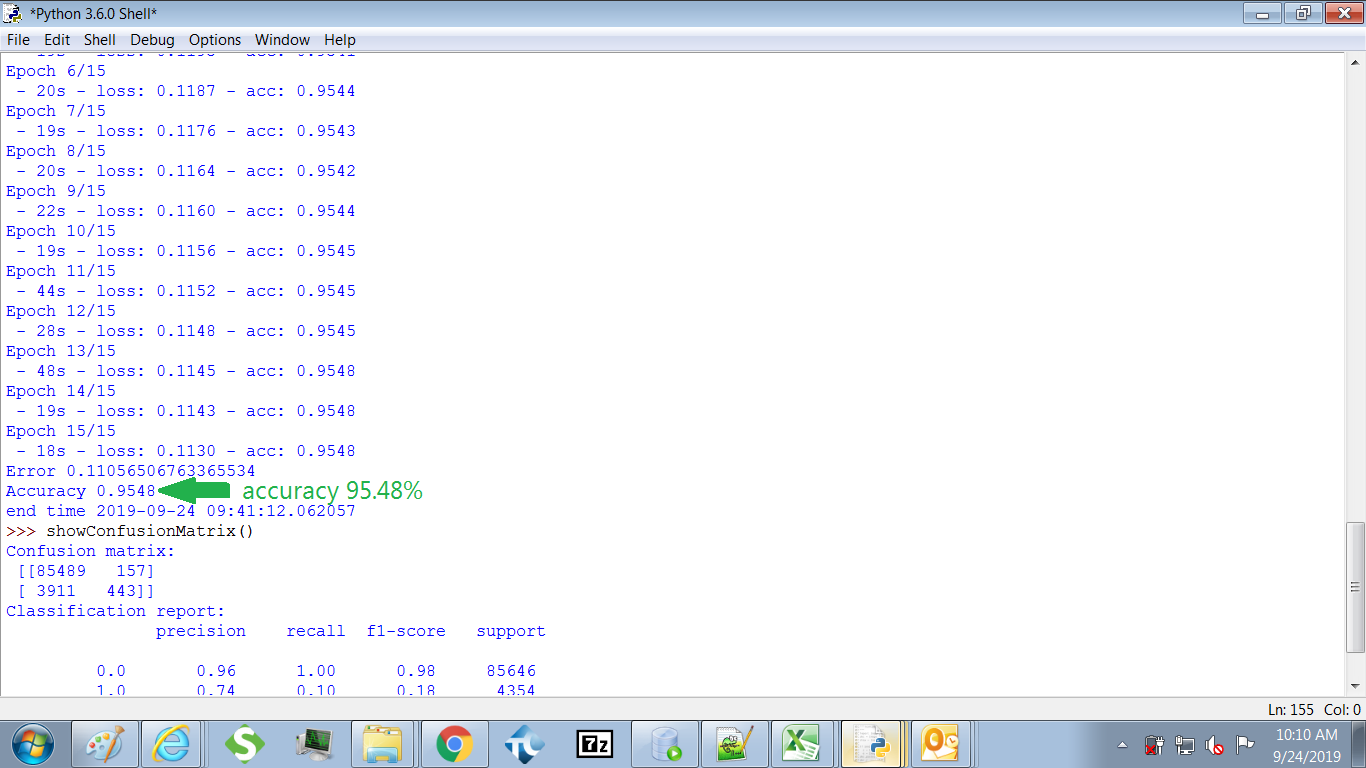 *Python 3.6.0 Shell*
File Edit Shell Debug Options Window Help
Epoch 6/15
- 20s - loss: 0.1187 - acc: 0.9544
Epoch 7/15
- 19s - loss: 0.1176 - acc: 0.9543
Epoch 8/15
- 20s - loss: 0.1164 - acc: 0.9542
Epoch 9/15
- 22s - loss: 0.1160 - acc: 0.9544
Epoch 10/15
- 19s - loss: 0.1156 - acc: 0.9545
Epoch 11/15
- 44s - loss: 0.1152 - acc: 0.9545
Epoch 12/15
- 28s - loss: 0.1148 - acc: 0.9545
Epoch 13/15
- 48s - loss: 0.1145 - acc: 0.9548
Epoch 14/15
- 19s - loss: 0.1143 - acc: 0.9548
Epoch 15/15
- 18s - loss: 0.1130 - acc: 0.9548
Error 0.11056506763365534
Accuracy 0.9548 accuracy 95.48%
end time 2019-09-24 09:41:12.062057
>>> showConfusionMatrix()
Confusion matrix:
[[85489 157]
[ 3911 443]]
Classification report:
precision recall f1-score support
0.0 0.96 1.00 0.98 85646
1.0 0.74 0.10 0.18 4354
Ln: 155 Col: 0
7z
10:10 AM
9/24/2019